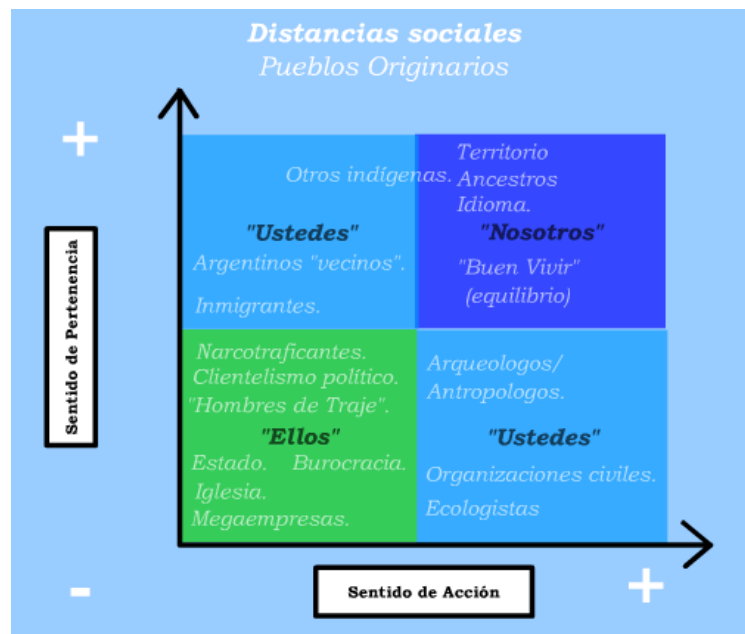 Distancias sociales
Pueblos Originarios
+
Sentido de Pertenencia
Otros indígenas.
"Ustedes"
Argentinos "vecinos".
Inmigrantes.
Territorio
Ancestros
Idioma.
"Nosotros"
"Buen Vivir"
(equilibrio)
Narcotraficantes.
Clientelismo político.
"Hombres de Traje".
"Ellos"
Estado. Burocracia.
Iglesia.
Megaempresas.
Arqueologos/
Antropologos.
"Ustedes"
Organizaciones civiles.
Ecologistas
-
Sentido de Acción
+